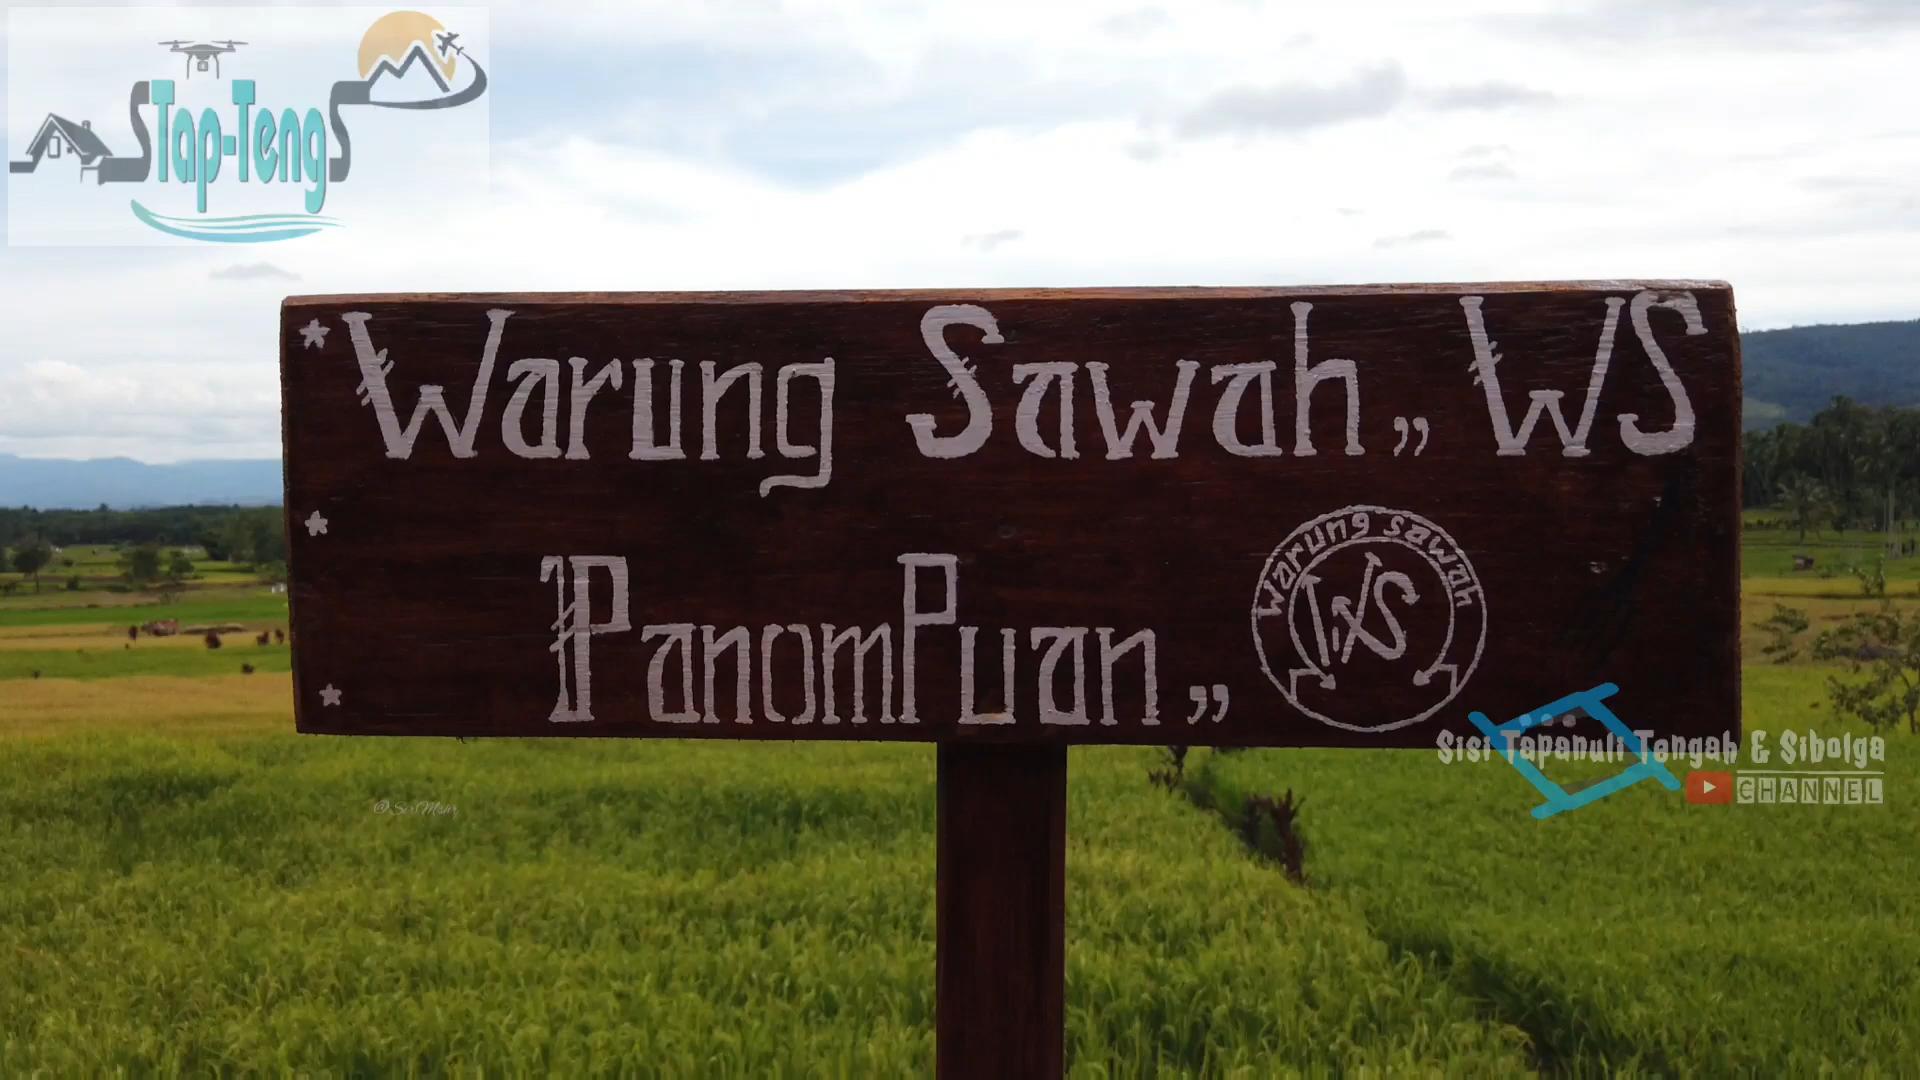 STap-TengS
Warung Sawah,, WS
PanomPuan,,
warung sawah
WS
Sisi Tapanuli Tengah & Sibolga
CHANNEL